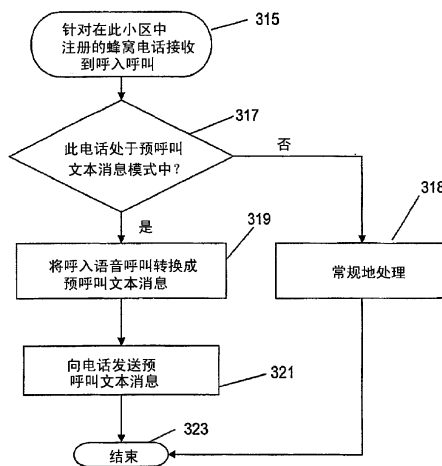 针对在此小区中
注册的蜂窝电话接收
到呼入呼叫
315
317
此电话处于预呼叫
文本消息模式中?
否
318
是
319
将呼入语音呼叫转换成
预呼叫文本消息
常规地处理
向电话发送预
呼叫文本消息
321
323
结束